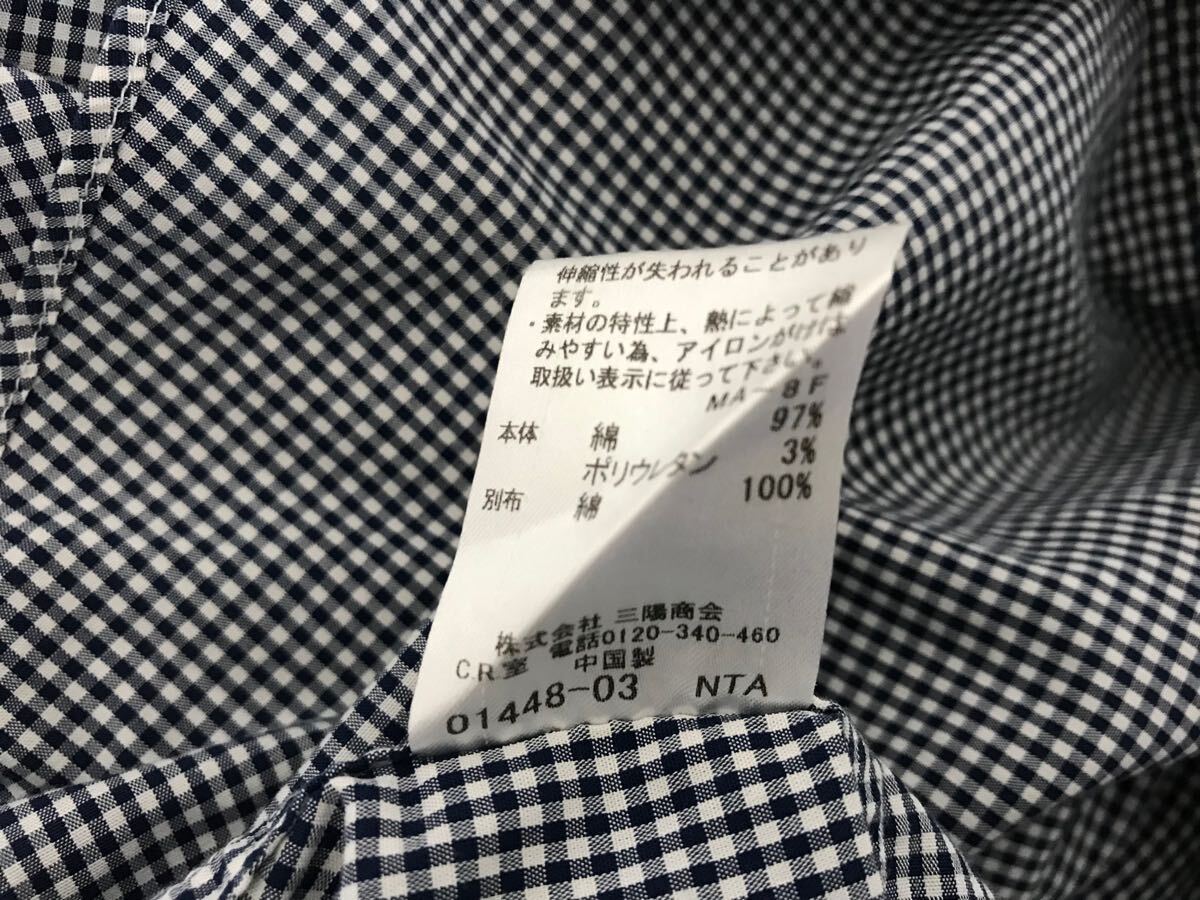 伸縮性が失われることがあり
ます。
・素材の特性上、熱によって縮
みやすい為、アイロンがけは
取扱い表示に従って下さい。
MA-8F
本体 綿 97%
ポリウレタン 3%
別布 綿 100%
株式会社 三陽商会
C.R室 電話0120-340-460
中国製
01448-03 NTA